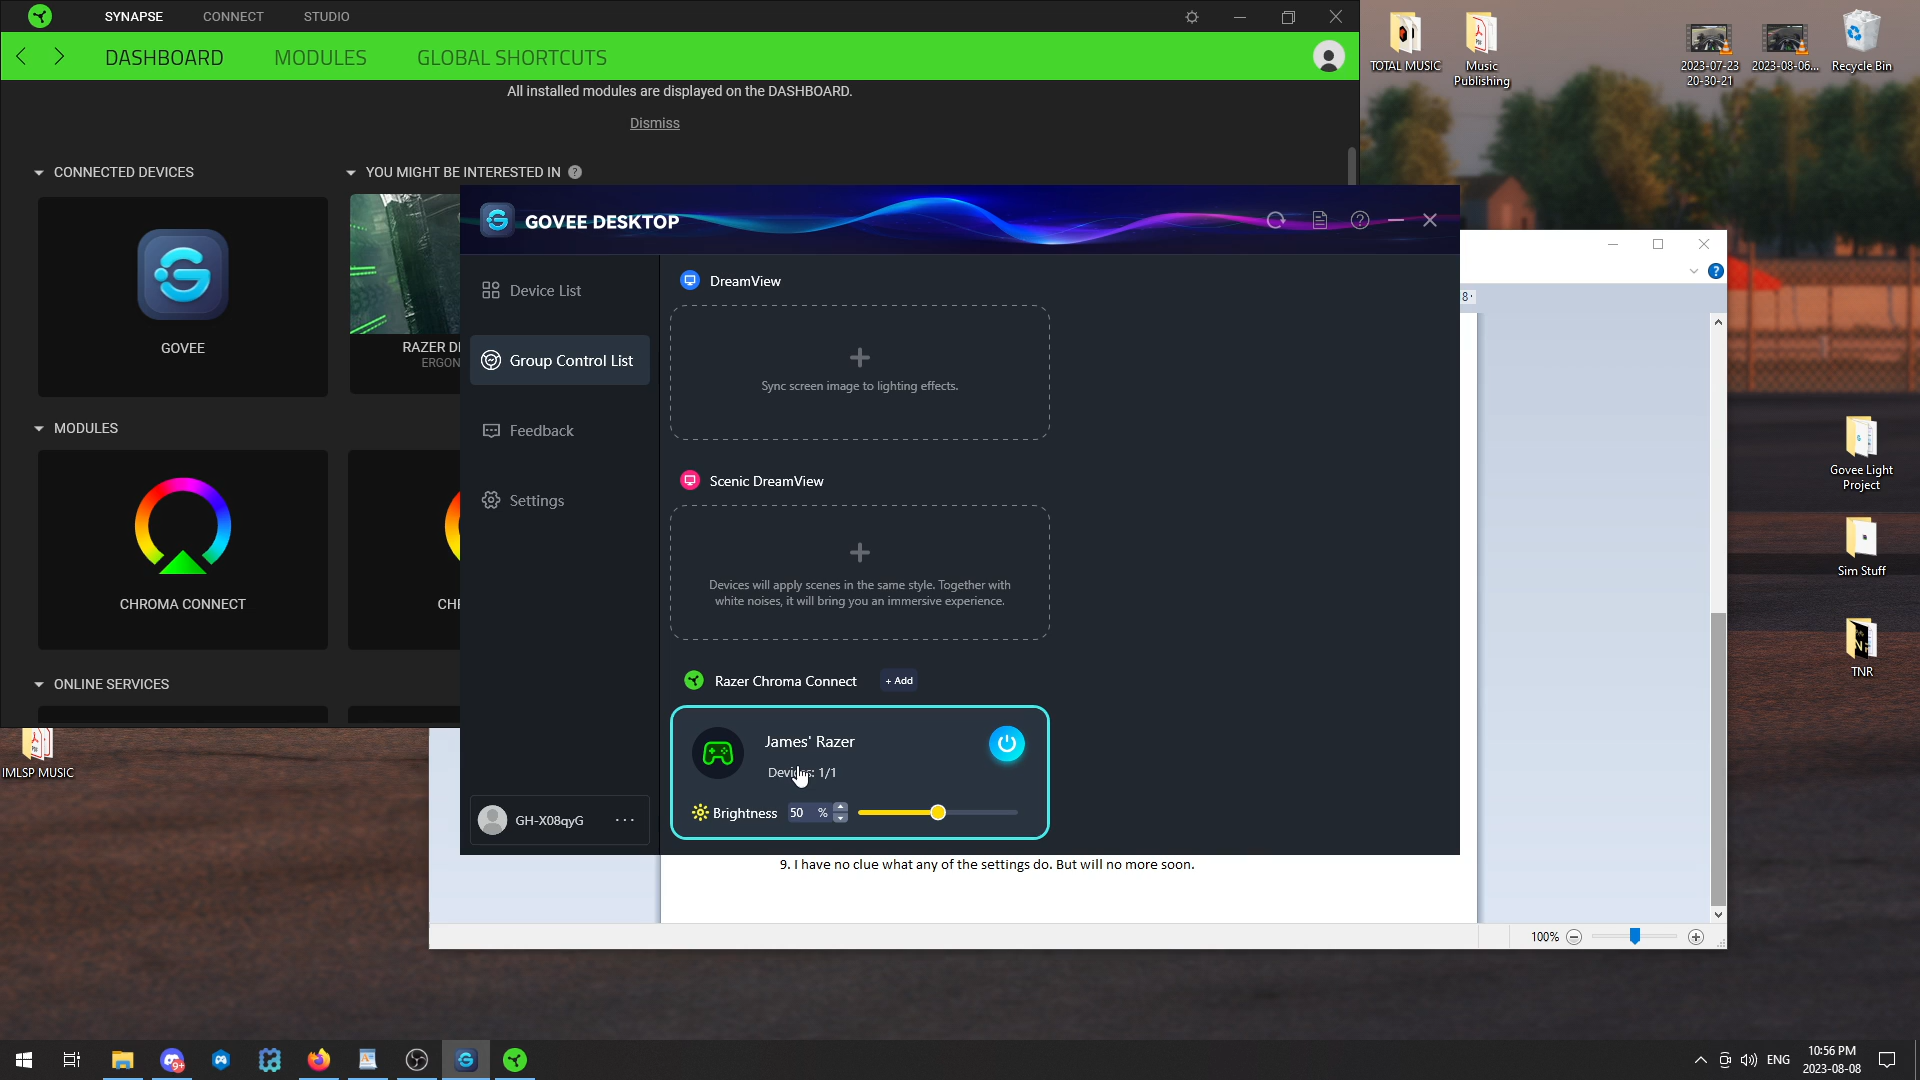 SYNAPSE
CONNECT
STUDIO
DASHBOARD
MODULES
GLOBAL SHORTCUTS
All installed modules are displayed on the DASHBOARD.
Dismiss
CONNECTED DEVICES
YOU MIGHT BE INTERESTED IN ?
GOVEE
RAZER D
ERGON
MODULES
CHROMA CONNECT
CH
ONLINE SERVICES
GOVEE DESKTOP
Device List
Group Control List
Feedback
Settings
GH-X08qyG
DreamView
Sync screen image to lighting effects.
Scenic DreamView
Devices will apply scenes in the same style. Together with
white noises, it will bring you an immersive experience.
Razer Chroma Connect
+ Add
James' Razer
Devices: 1/1
Brightness 50 %
8
9. I have no clue what any of the settings do. But will no more soon.
100%
TOTAL MUSIC
Music
Publishing
2023-07-23
20-30-21
2023-08-06...
Recycle Bin
Govee Light
Project
Sim Stuff
TNR
IMLSP MUSIC
9+
ENG
10:56 PM
2023-08-08